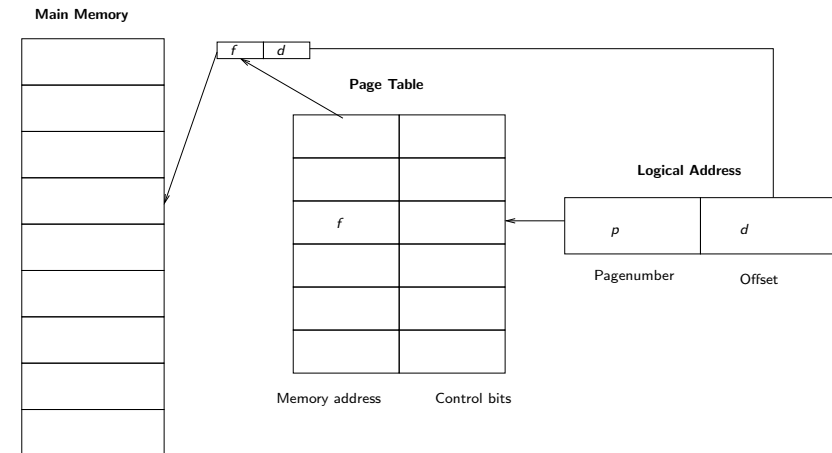 Main Memory
f d
Page Table
Logical Address
f
p d
Pagenumber Offset
Memory address Control bits